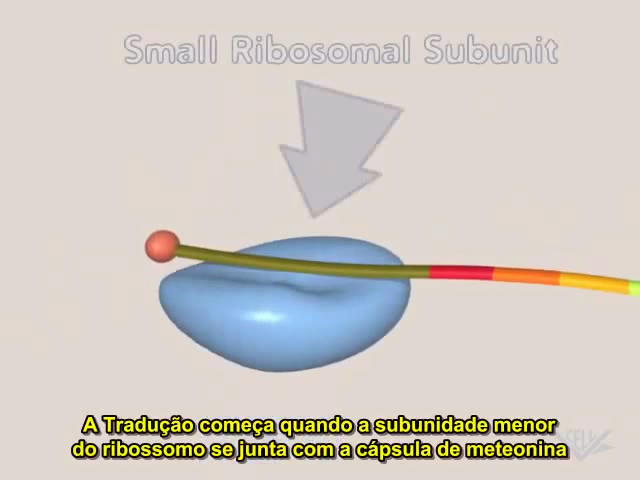 Small Ribosomal Subunit
A Tradução começa quando a subunidade menor
do ribossomo se junta com a cápsula de meteonina